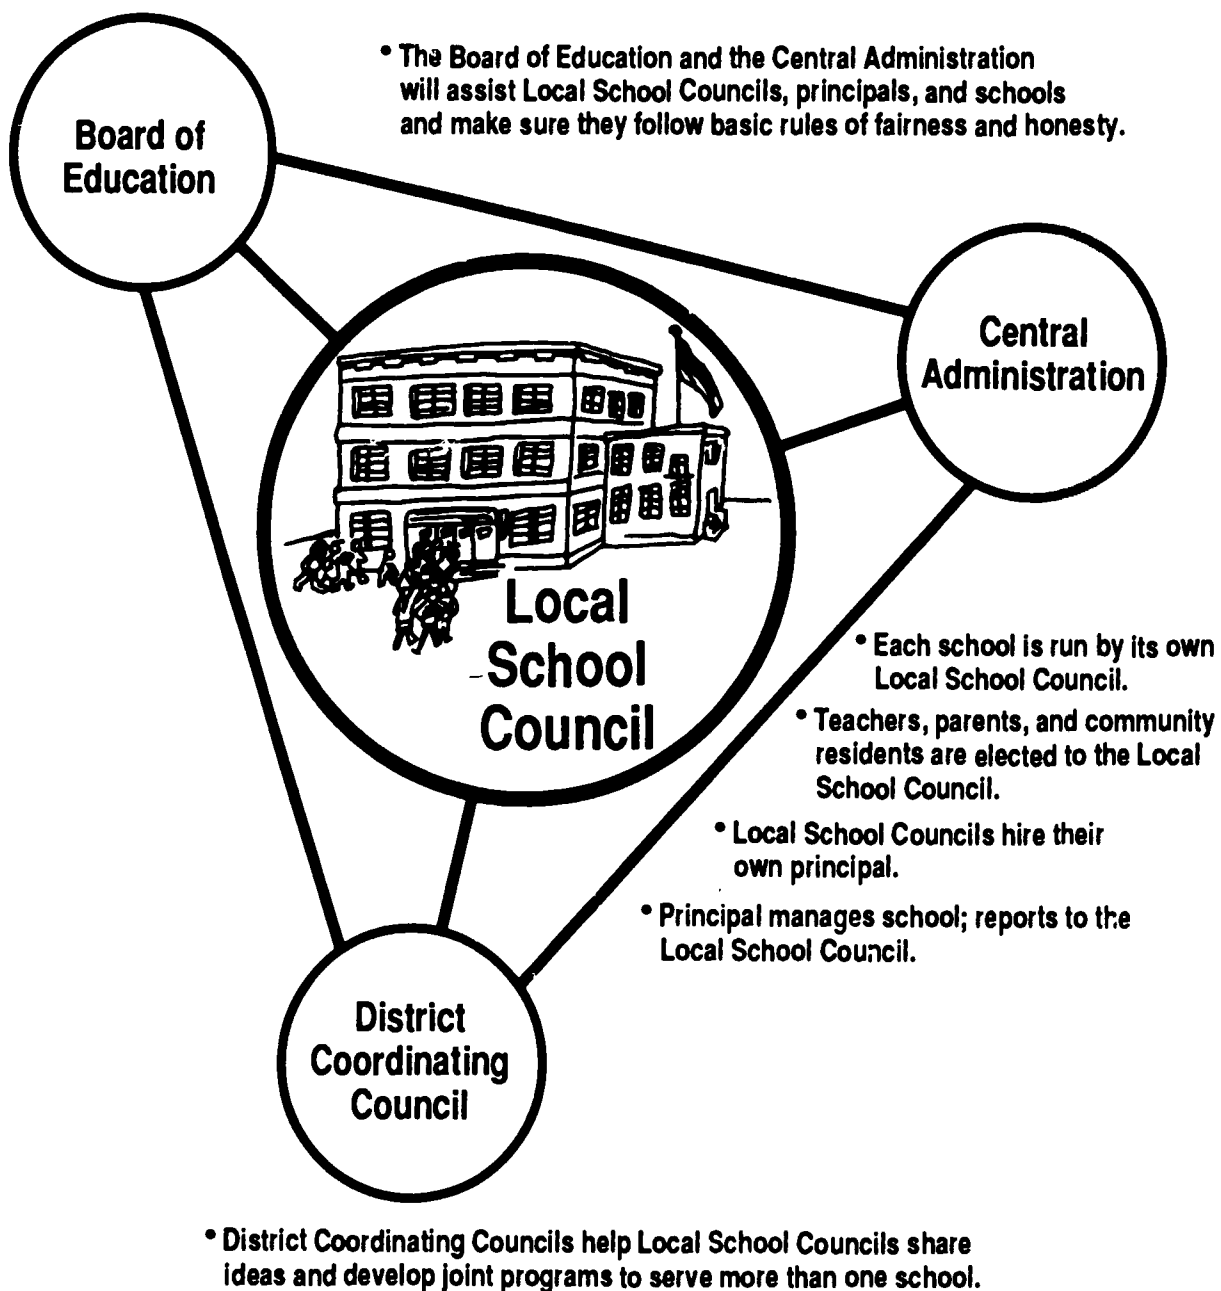 • The Board of Education and the Central Administration
will assist Local School Councils, principals, and schools
and make sure they follow basic rules of fairness and honesty.
Board of
Education
Central
Administration
Local
School
Council
• Each school is run by its own
Local School Council.
• Teachers, parents, and community
residents are elected to the Local
School Council.
• Local School Councils hire their
own principal.
• Principal manages school; reports to the
Local School Council.
District
Coordinating
Council
• District Coordinating Councils help Local School Councils share
ideas and develop joint programs to serve more than one school.